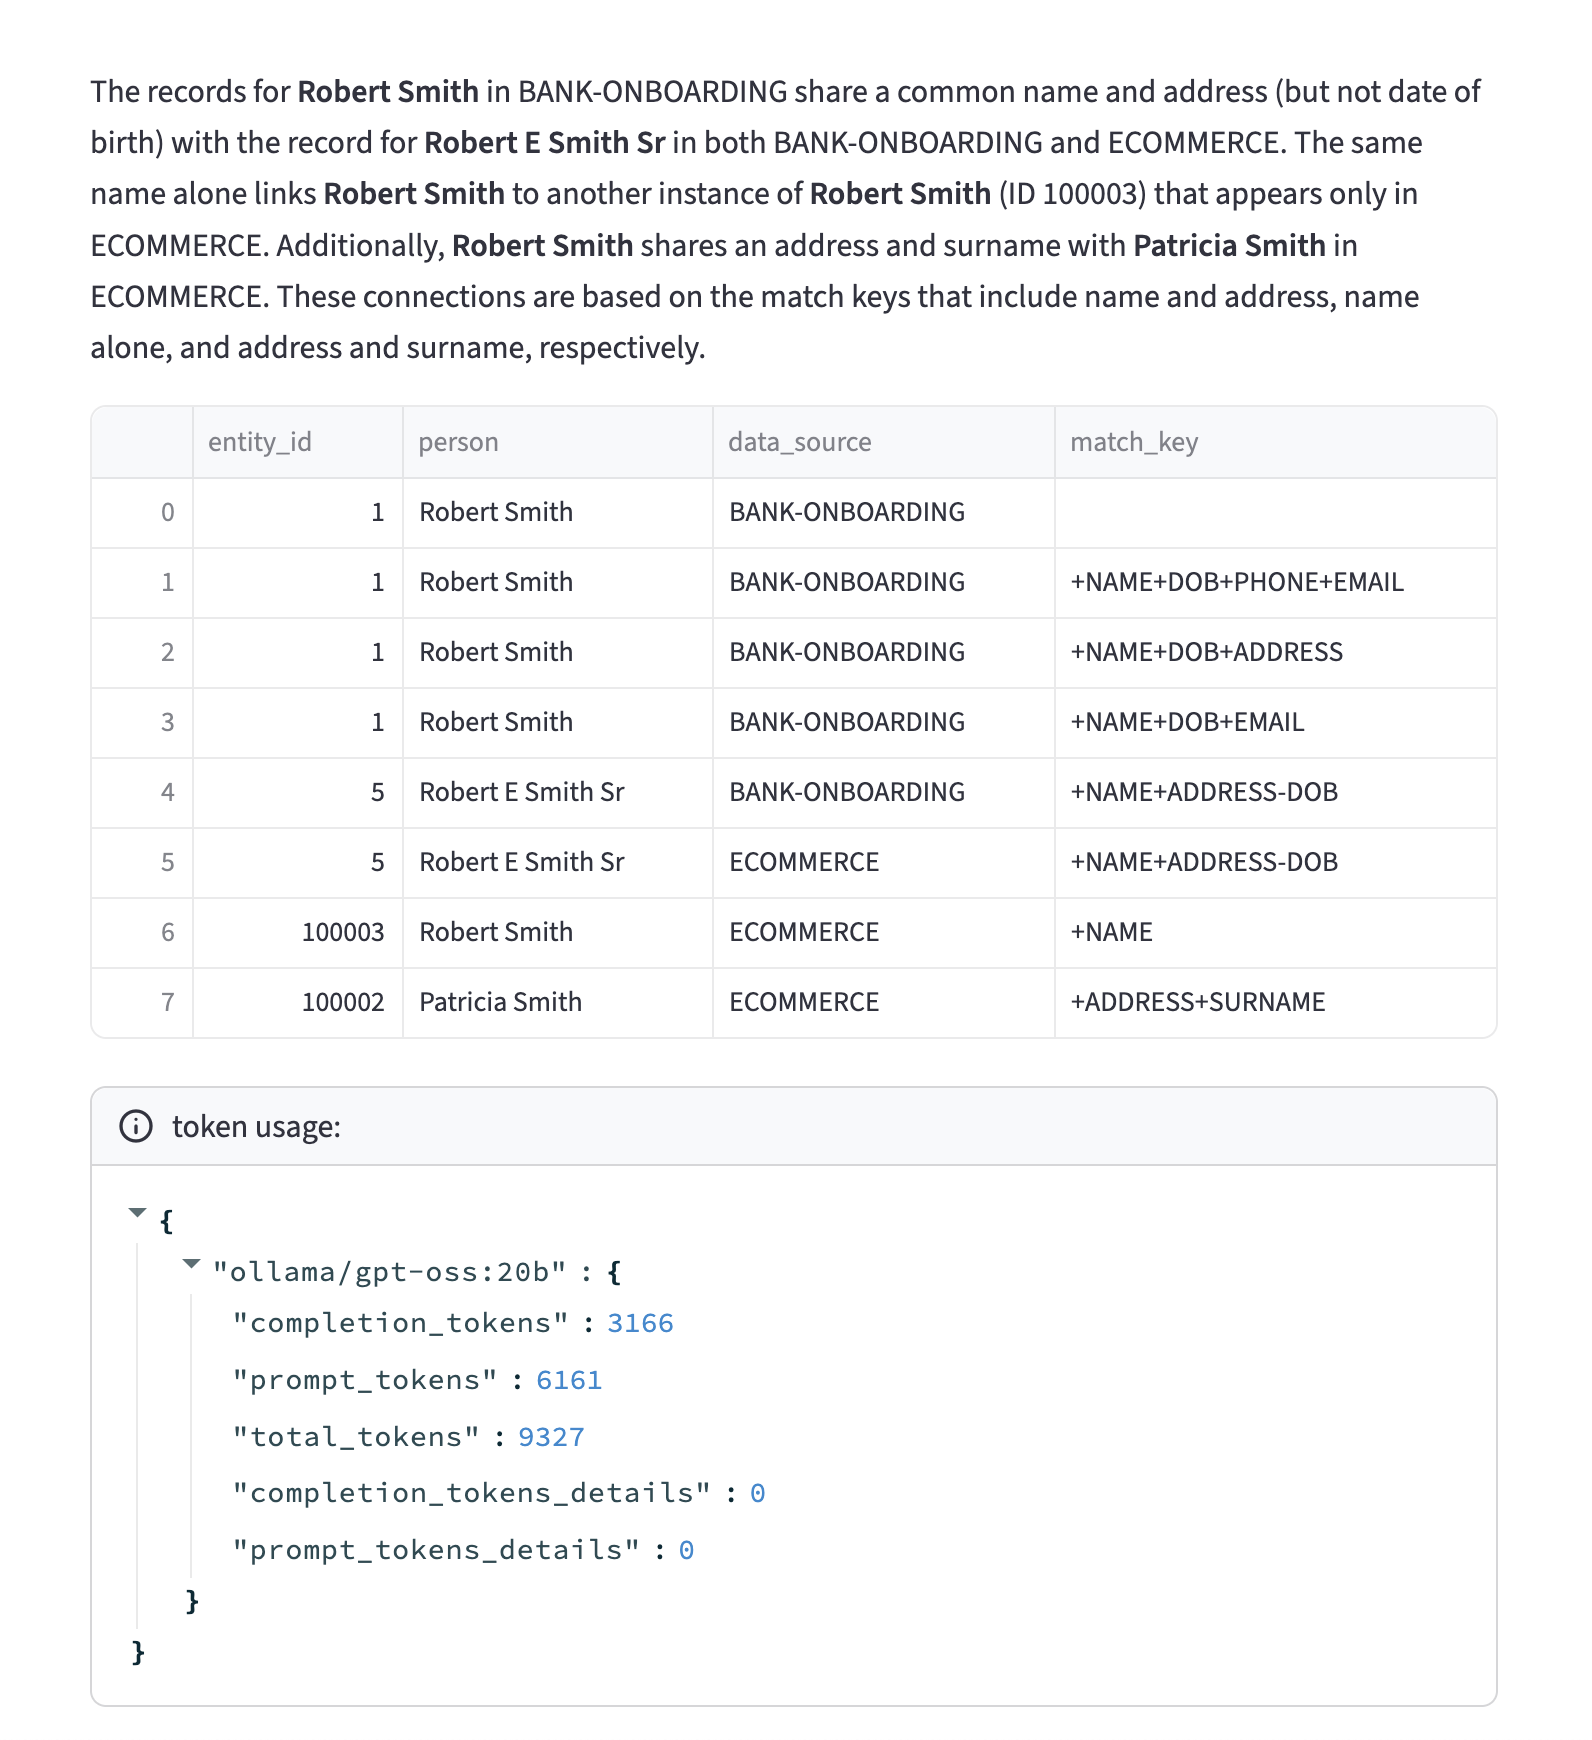 The records for Robert Smith in BANK-ONBOARDING share a common name and address (but not date of
birth) with the record for Robert E Smith Sr in both BANK-ONBOARDING and ECOMMERCE. The same
name alone links Robert Smith to another instance of Robert Smith (ID 100003) that appears only in
ECOMMERCE. Additionally, Robert Smith shares an address and surname with Patricia Smith in
ECOMMERCE. These connections are based on the match keys that include name and address, name
alone, and address and surname, respectively.
entity_id person data_source match_key
0 1 Robert Smith BANK-ONBOARDING
1 1 Robert Smith BANK-ONBOARDING +NAME+DOB+PHONE+EMAIL
2 1 Robert Smith BANK-ONBOARDING +NAME+DOB+ADDRESS
3 1 Robert Smith BANK-ONBOARDING +NAME+DOB+EMAIL
4 5 Robert E Smith Sr BANK-ONBOARDING +NAME+ADDRESS-DOB
5 5 Robert E Smith Sr ECOMMERCE +NAME+ADDRESS-DOB
6 100003 Robert Smith ECOMMERCE +NAME
7 100002 Patricia Smith ECOMMERCE +ADDRESS+SURNAME
token usage:
{
"ollama/gpt-oss:20b" : {
"completion_tokens" : 3166
"prompt_tokens" : 6161
"total_tokens" : 9327
"completion_tokens_details" : 0
"prompt_tokens_details" : 0
}
}